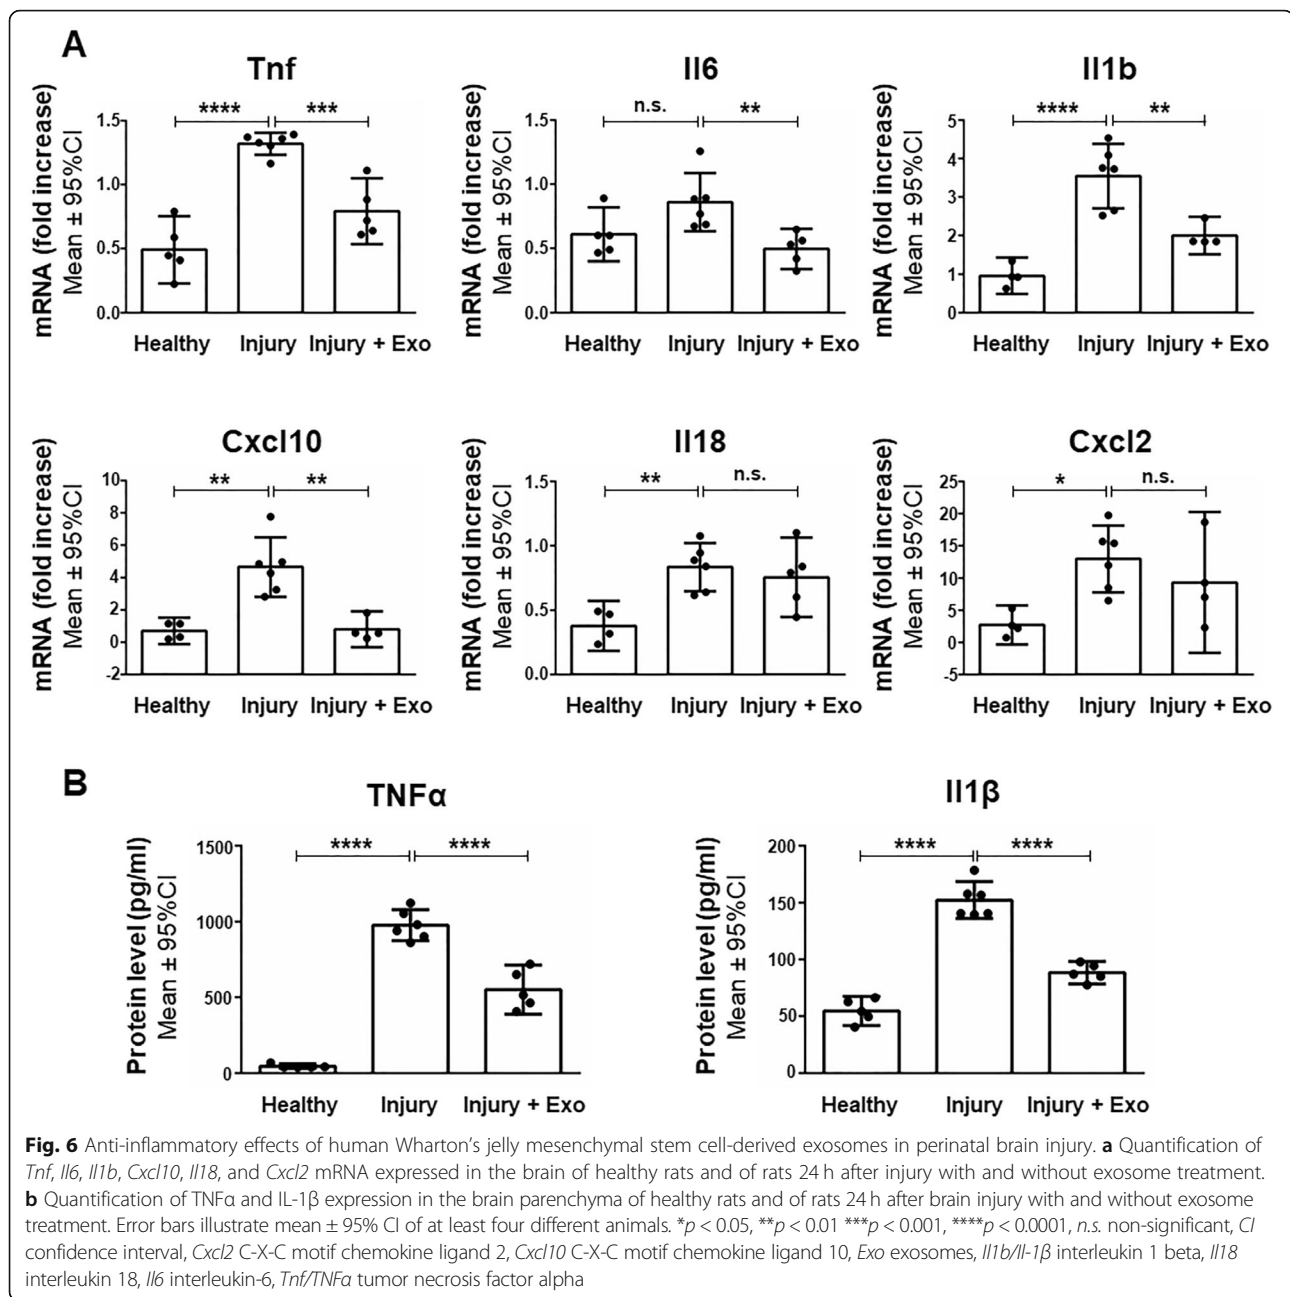 A
Tnf
mRNA (fold increase)
Mean ± 95%CI
1.5
1.0
0.5
0.0
****
***
Healthy
Injury
Injury + Exo
Il6
mRNA (fold increase)
Mean ± 95%CI
1.5
1.0
0.5
0.0
n.s.
**
Healthy
Injury
Injury + Exo
Il1b
mRNA (fold increase)
Mean ± 95%CI
5
4
3
2
1
0
****
**
Healthy
Injury
Injury + Exo
Cxcl10
mRNA (fold increase)
Mean ± 95%CI
10
8
6
4
2
0
-2
**
**
Healthy
Injury
Injury + Exo
Il18
mRNA (fold increase)
Mean ± 95%CI
1.5
1.0
0.5
0.0
**
n.s.
Healthy
Injury
Injury + Exo
Cxcl2
mRNA (fold increase)
Mean ± 95%CI
25
20
15
10
5
0
-5
*
n.s.
Healthy
Injury
Injury + Exo
B
TNFα
Protein level (pg/ml)
Mean ± 95%CI
1500
1000
500
0
****
****
Healthy
Injury
Injury + Exo
Il1β
Protein level (pg/ml)
Mean ± 95%CI
200
150
100
50
0
****
****
Healthy
Injury
Injury + Exo
Fig. 6 Anti-inflammatory effects of human Wharton's jelly mesenchymal stem cell-derived exosomes in perinatal brain injury. a Quantification of
Tnf, Il6, Il1b, Cxcl10, Il18, and Cxcl2 mRNA expressed in the brain of healthy rats and of rats 24 h after injury with and without exosome treatment.
b Quantification of TNFα and IL-1β expression in the brain parenchyma of healthy rats and of rats 24 h after brain injury with and without exosome
treatment. Error bars illustrate mean ± 95% CI of at least four different animals. *p < 0.05, **p < 0.01 ***p < 0.001, ****p < 0.0001, n.s. non-significant, CI
confidence interval, Cxcl2 C-X-C motif chemokine ligand 2, Cxcl10 C-X-C motif chemokine ligand 10, Exo exosomes, Il1b/Il-1β interleukin 1 beta, Il18
interleukin 18, Il6 interleukin-6, Tnf/TNFα tumor necrosis factor alpha